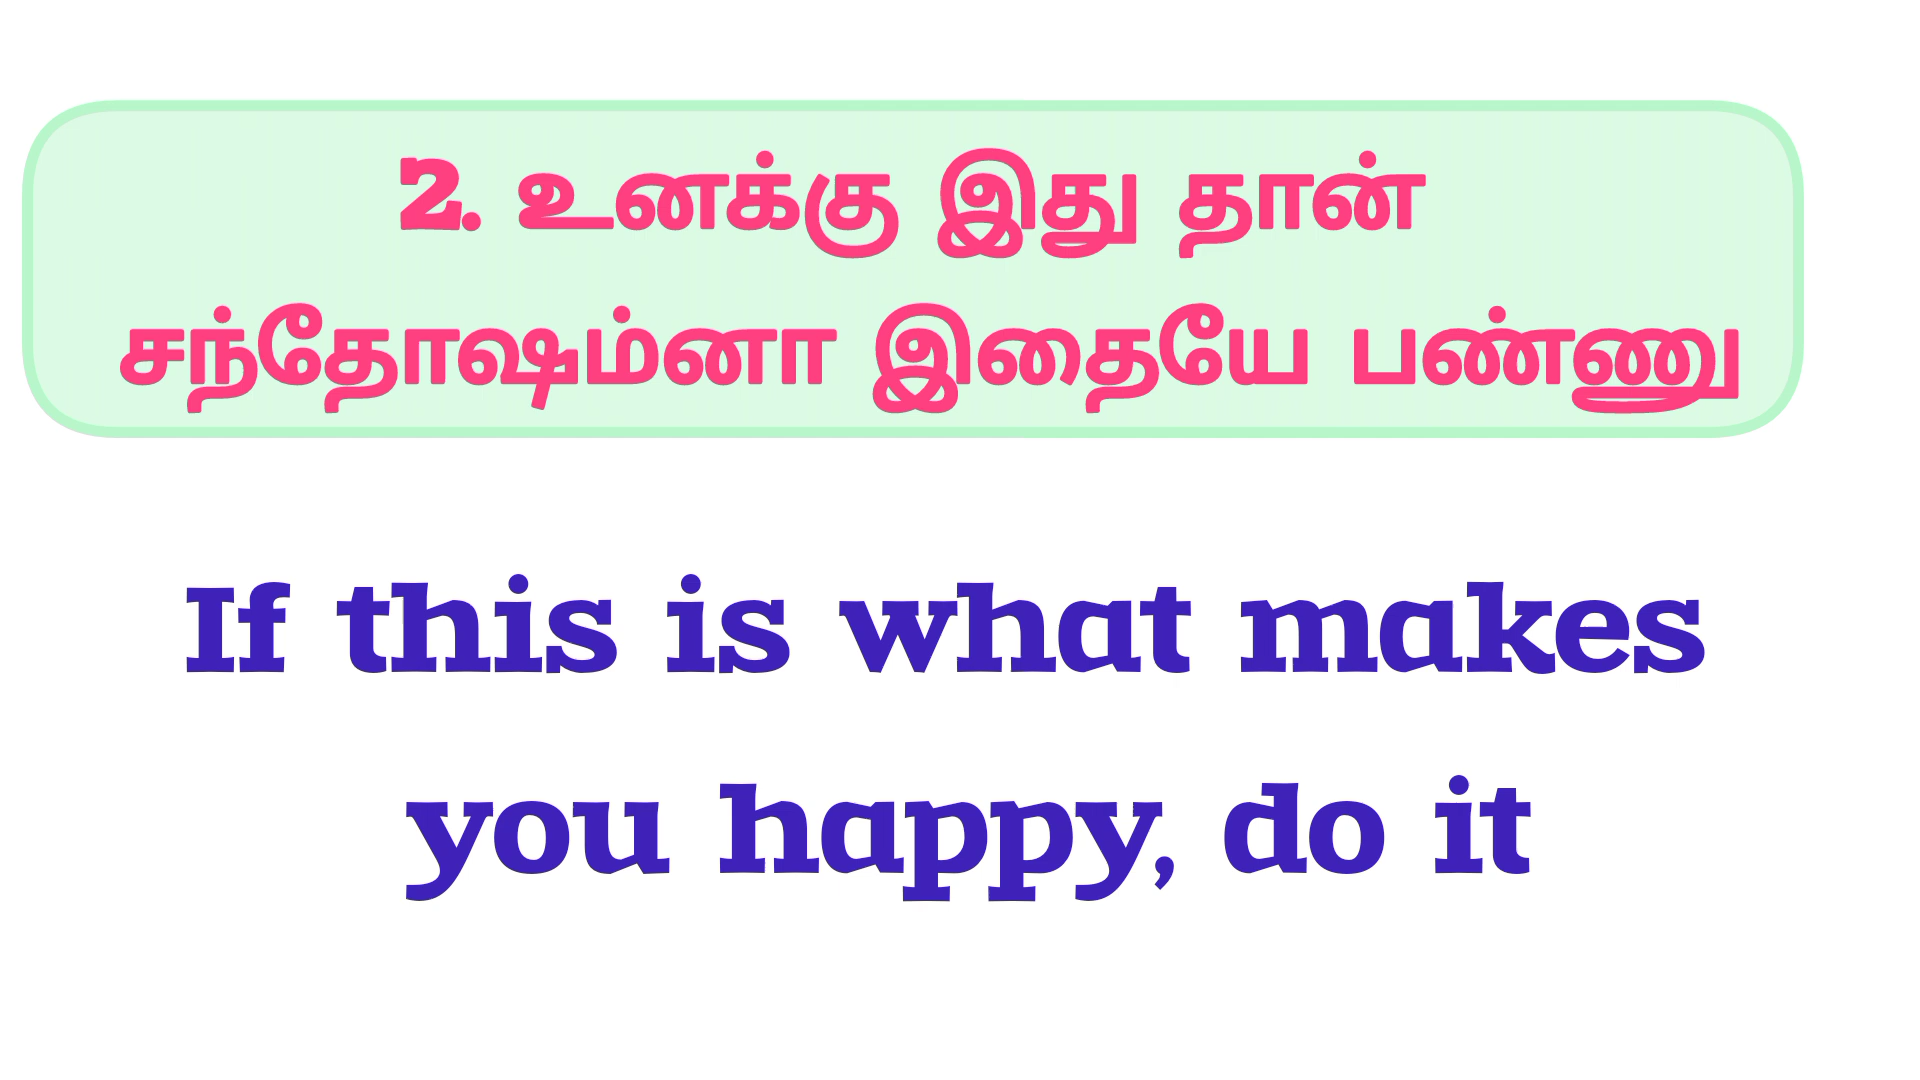 2. உனக்கு இது தான்
சந்தோஷம்னா இதையே பண்ணு
If this is what makes
you happy, do it